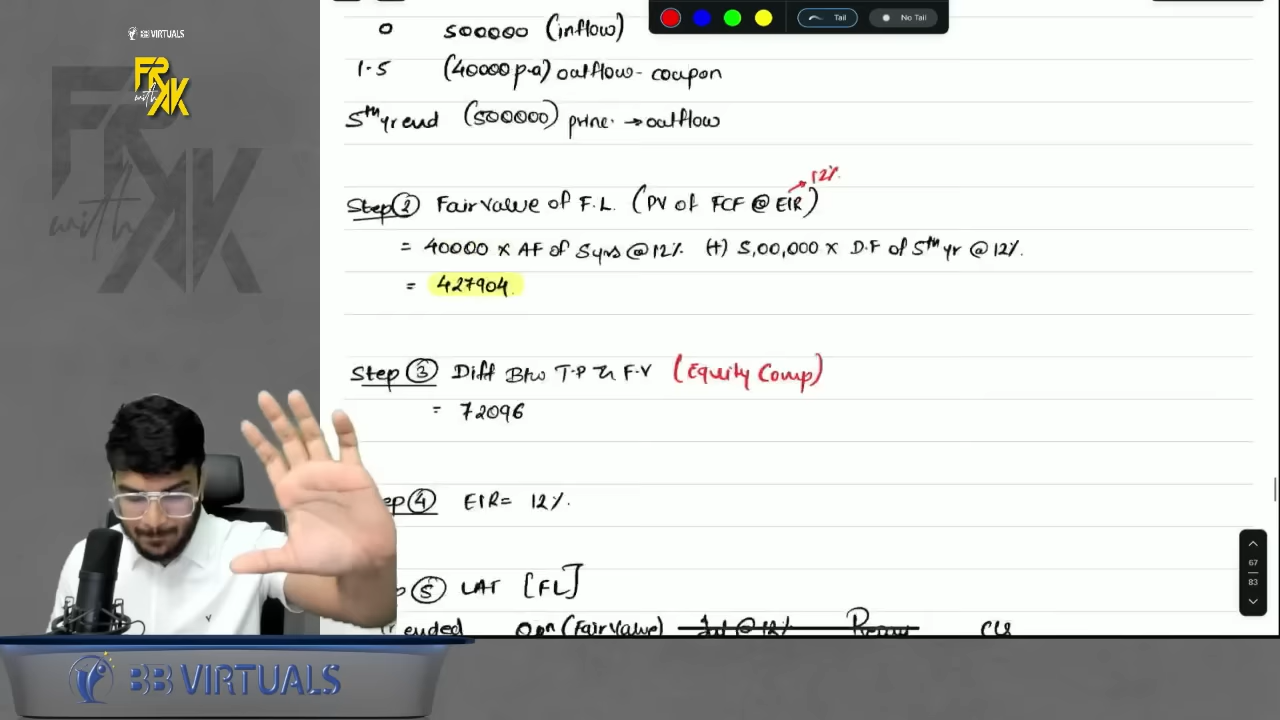 BB VIRTUALS
FR with AK
Tail
No Tail
0 500000 (inflow)
1-5 (40000 p.a) outflow - coupon
5th yr end (500000) princ. → outflow
12%.
Step ② Fair value of F.L. (PV of FCF @ EIR)
= 40000 x AF of 5yrs @ 12%. (+) 5,00,000 x D.F of 5th yr @ 12%.
= 427904.
Step ③ Diff Btw T.P & F.V (Equity Comp)
= 72096
ep ④ EIR = 12%.
⑤ LAT [FL]
ended Opn (Fair Value) Int @ 12%
67
83
BB VIRTUALS